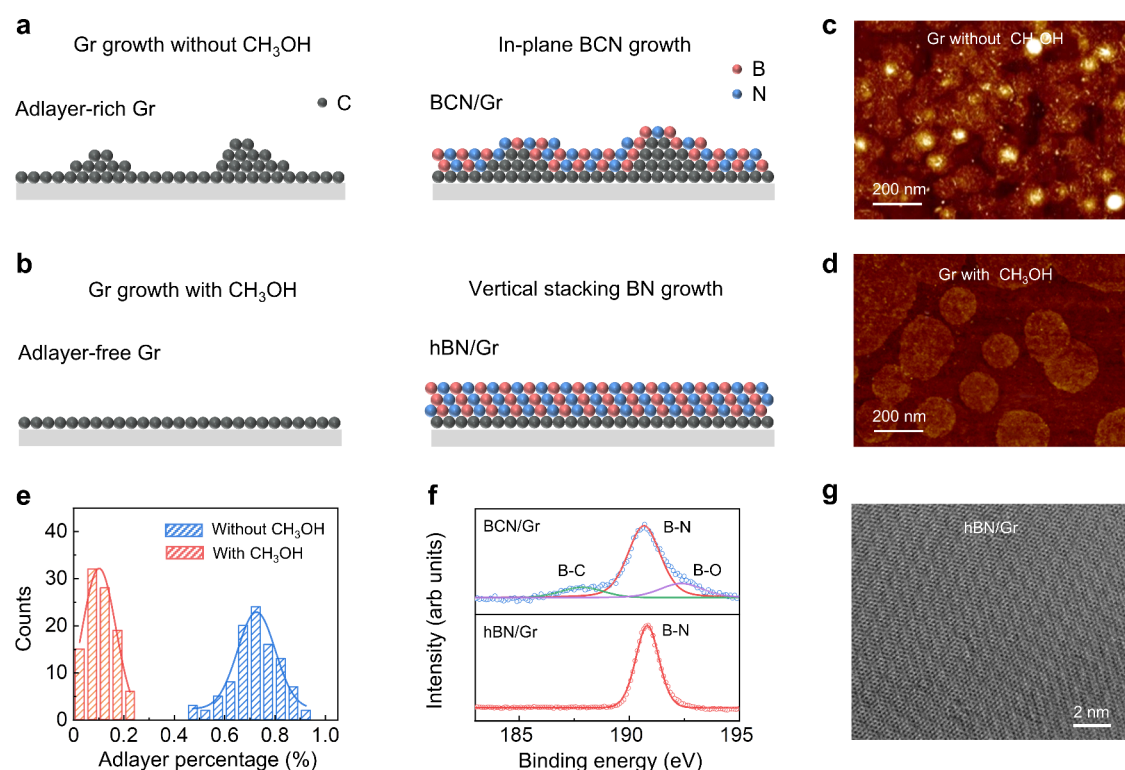 a
Gr growth without CH₃OH
In-plane BCN growth
B
N
Adlayer-rich Gr
C
BCN/Gr
c
Gr without CH₃OH
200 nm
b
Gr growth with CH₃OH
Vertical stacking BN growth
Adlayer-free Gr
hBN/Gr
d
Gr with CH₃OH
200 nm
e
Without CH₃OH
With CH₃OH
Counts
40
30
20
10
0
0
0.2
0.4
0.6
0.8
1.0
Adlayer percentage (%)
f
BCN/Gr
B-N
B-C
B-O
hBN/Gr
B-N
Intensity (arb units)
185
190
195
Binding energy (eV)
g
hBN/Gr
2 nm